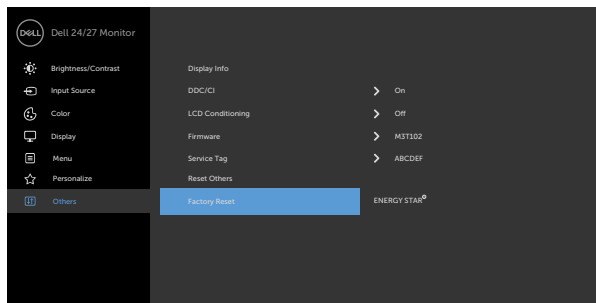 DELL Dell 24/27 Monitor
Brightness/Contrast Display Info
Input Source DDC/CI On
Color LCD Conditioning Off
Display Firmware M3T102
Menu Service Tag ABCDEF
Personalize Reset Others
Others Factory Reset ENERGY STAR®